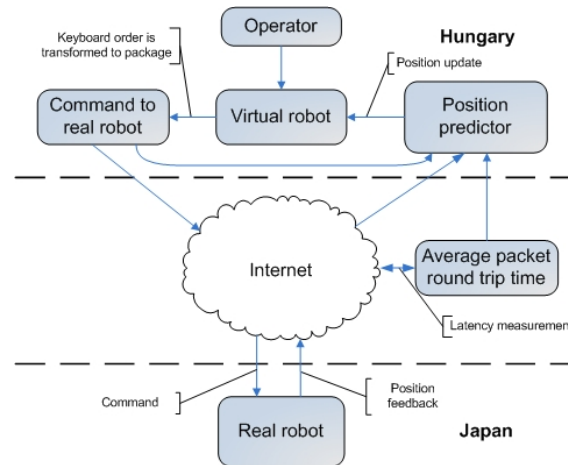 Operator
Hungary
Keyboard order is
transformed to package
Position update
Command to
real robot
Virtual robot
Position
predictor
Internet
Average packet
round trip time
Latency measurement
Command
Position
feedback
Real robot
Japan